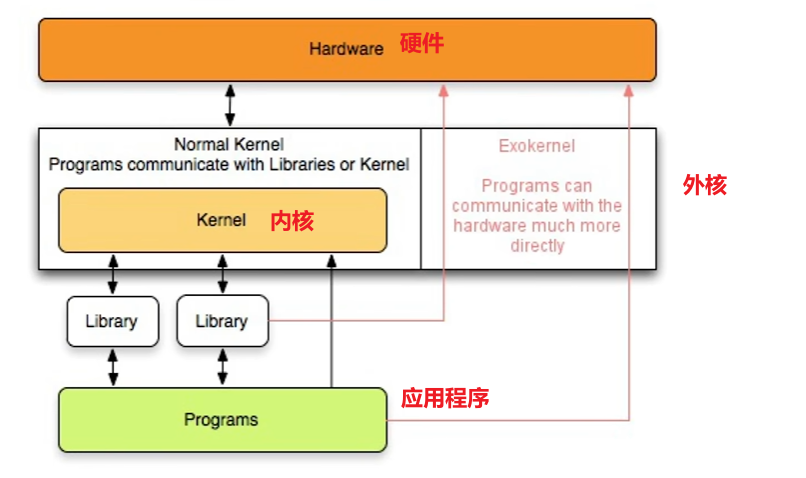 Hardware 硬件
Normal Kernel
Programs communicate with Libraries or Kernel
Kernel 内核
Exokernel
Programs can
communicate with the
hardware much more
directly
外核
Library
Library
应用程序
Programs